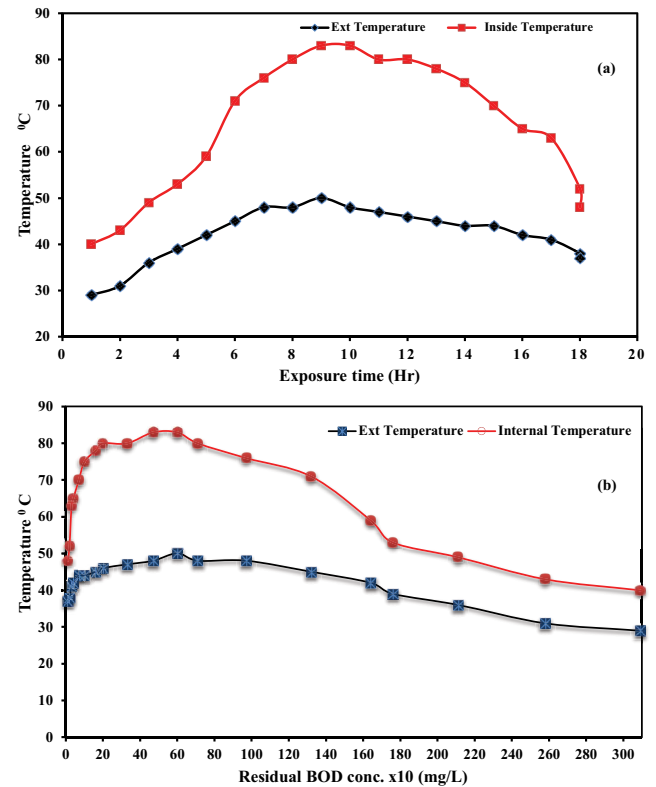 90
Ext Temperature Inside Temperature
80
(a)
70
Temperature ⁰C
60
50
40
30
20
0 2 4 6 8 10 12 14 16 18 20
Exposure time (Hr)
90
Ext Temperature Internal Temperature
80
(b)
70
Temperature ⁰ C
60
50
40
30
20
10
0
0 20 40 60 80 100 120 140 160 180 200 220 240 260 280 300
Residual BOD conc. x10 (mg/L)